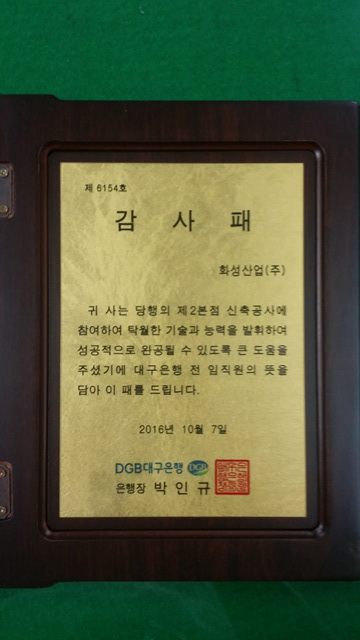 제 6154호
감 사 패
화성산업(주)
귀 사는 당행의 제2본점 신축공사에
참여하여 탁월한 기술과 능력을 발휘하여
성공적으로 완공될 수 있도록 큰 도움을
주셨기에 대구은행 전 임직원의 뜻을
담아 이 패를 드립니다.
2016년 10월 7일
DGB대구은행 DGB
은행장 박 인 규